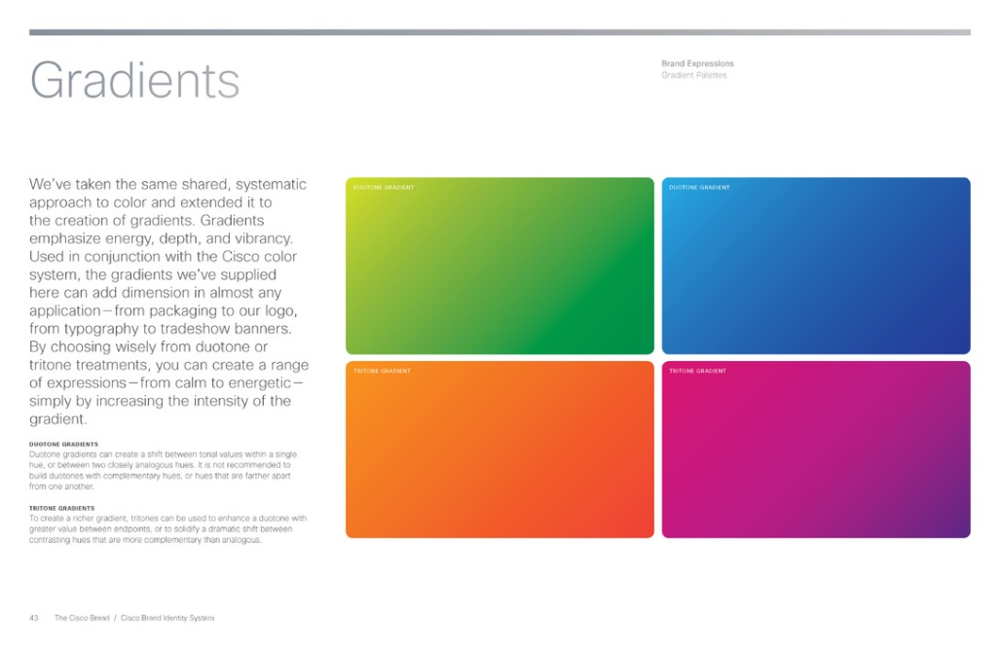 Gradients
Brand Expressions
Gradient Palettes
We've taken the same shared, systematic
approach to color and extended it to
the creation of gradients. Gradients
emphasize energy, depth, and vibrancy.
Used in conjunction with the Cisco color
system, the gradients we've supplied
here can add dimension in almost any
application—from packaging to our logo,
from typography to tradeshow banners.
By choosing wisely from duotone or
tritone treatments, you can create a range
of expressions—from calm to energetic—
simply by increasing the intensity of the
gradient.
DUOTONE GRADIENTS
Duotone gradients can create a shift between tonal values within a single
hue, or between two closely analogous hues. It is not recommended to
build duotones with complementary hues, or hues that are farther apart
from one another.
TRITONE GRADIENTS
To create a richer gradient, tritones can be used to enhance a duotone with
greater value between endpoints, or to solidify a dramatic shift between
contrasting hues that are more complementary than analogous.
DUOTONE GRADIENT
DUOTONE GRADIENT
TRITONE GRADIENT
TRITONE GRADIENT
43 The Cisco Brand / Cisco Brand Identity System